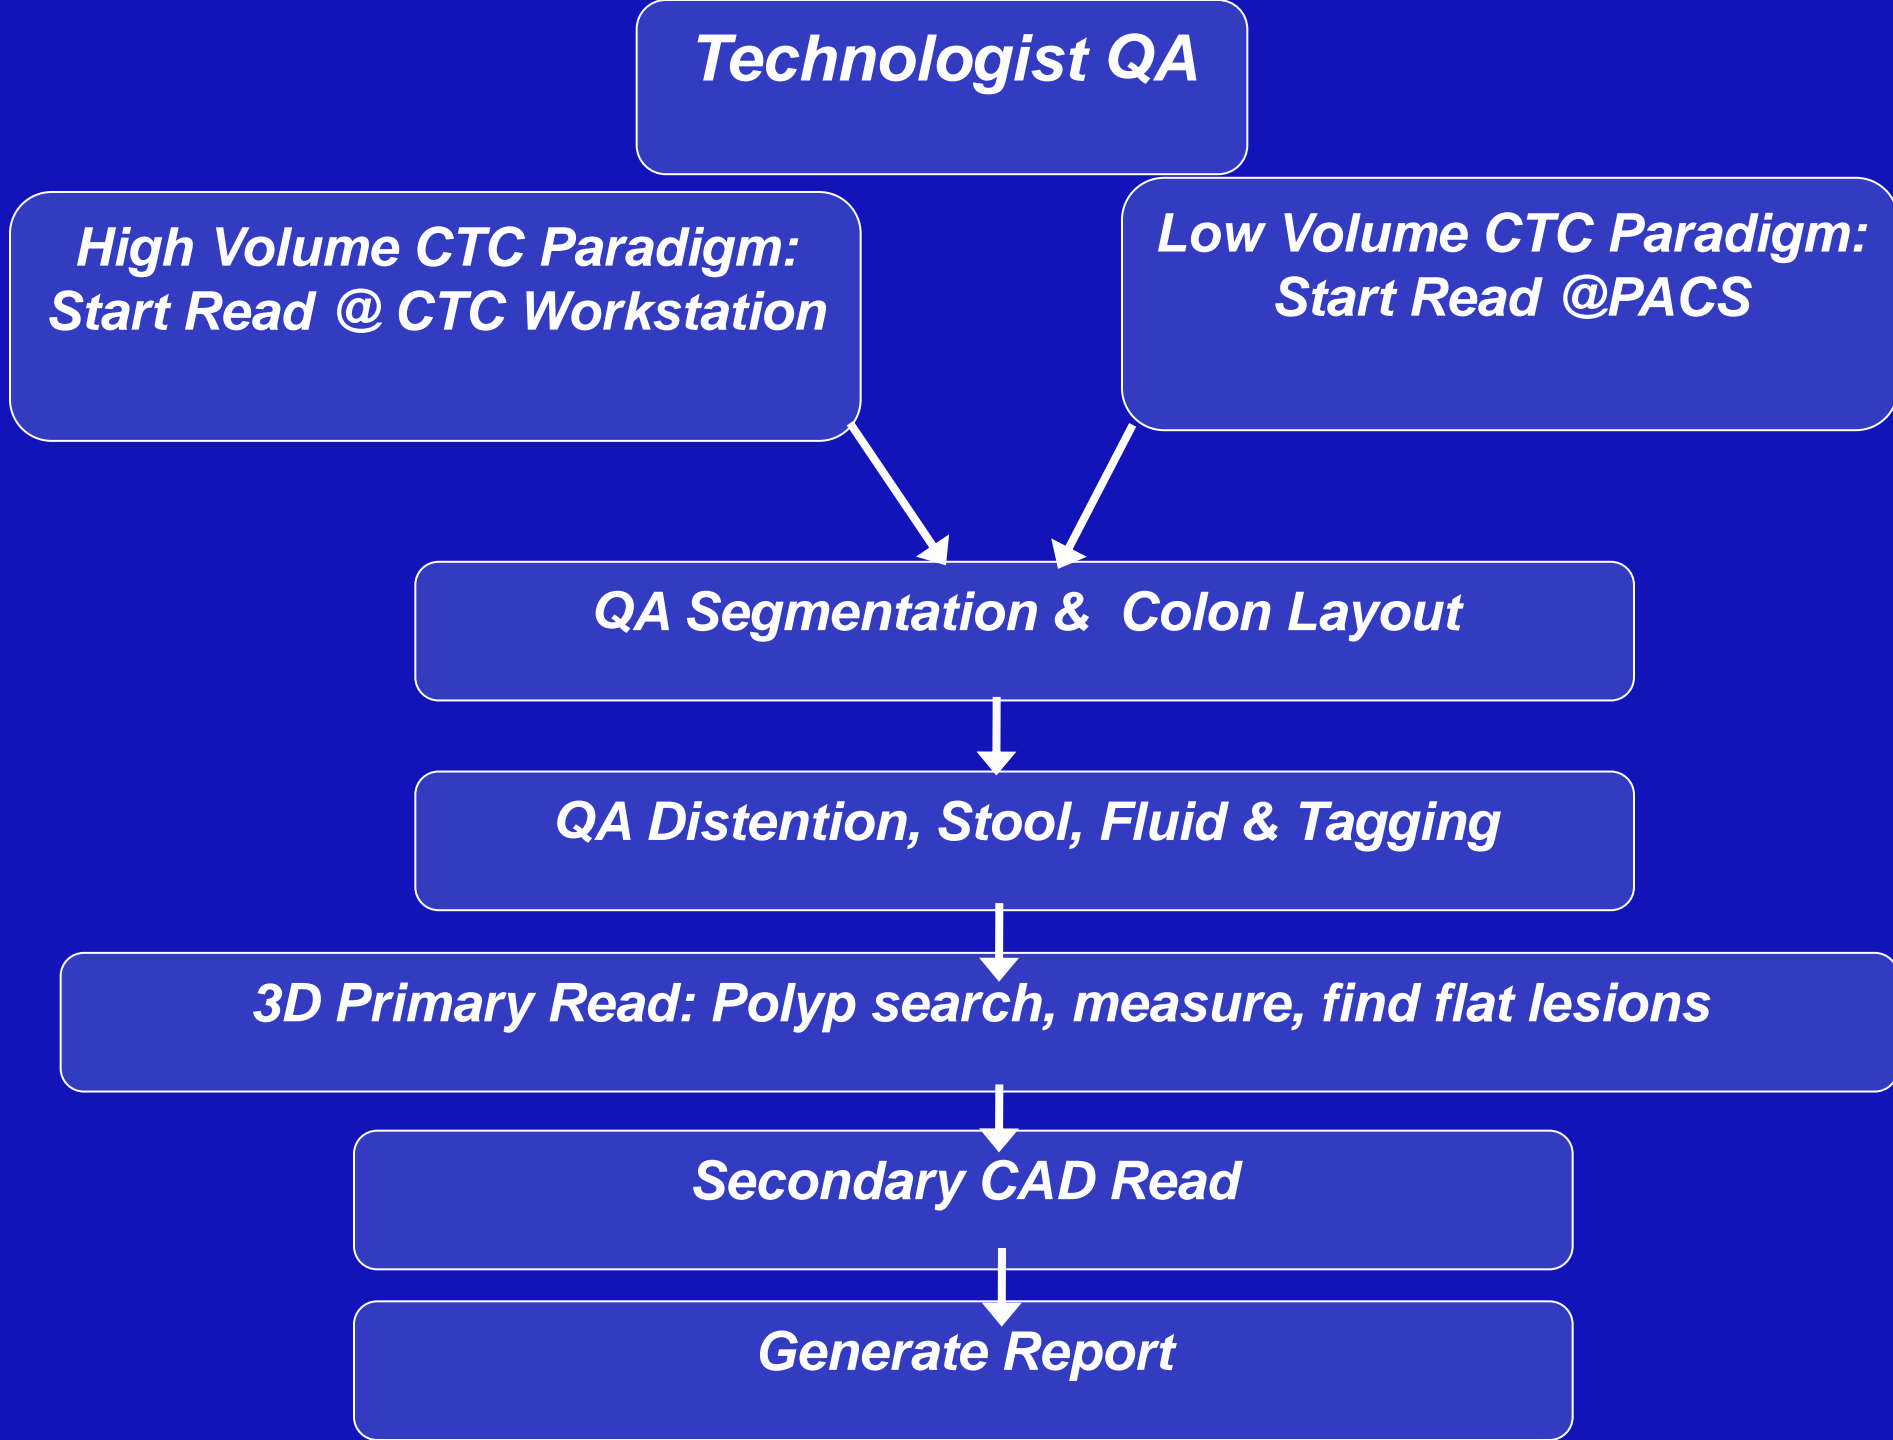 Technologist QA
High Volume CTC Paradigm:
Start Read @ CTC Workstation
Low Volume CTC Paradigm:
Start Read @PACS
QA Segmentation & Colon Layout
QA Distention, Stool, Fluid & Tagging
3D Primary Read: Polyp search, measure, find flat lesions
Secondary CAD Read
Generate Report